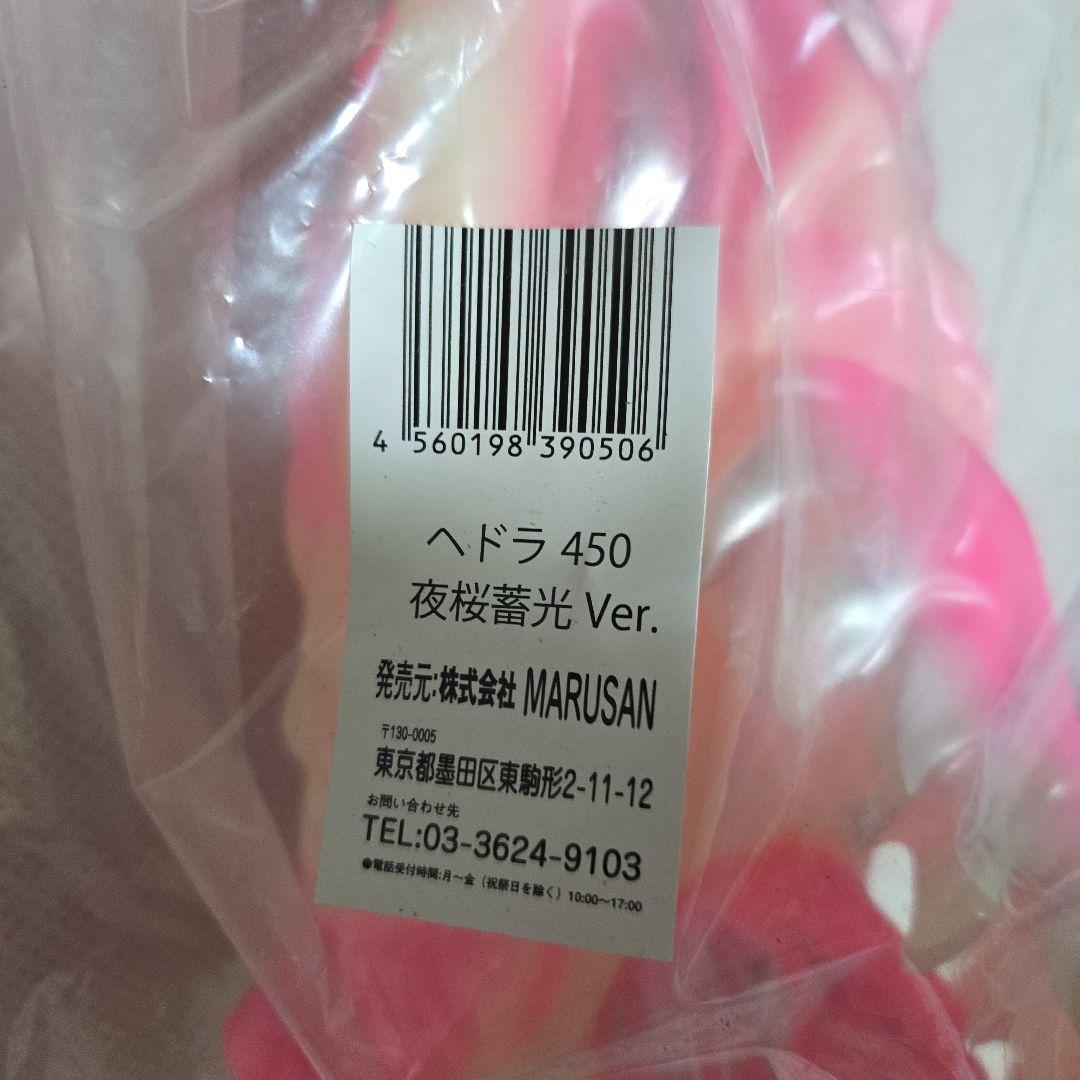 4 560198 390506
ヘドラ 450
夜桜蓄光 Ver.
発売元:株式会社 MARUSAN
〒130-0005
東京都墨田区東駒形2-11-12
お問い合わせ先
TEL:03-3624-9103
●電話受付時間:月〜金（祝祭日を除く）10:00〜17:00